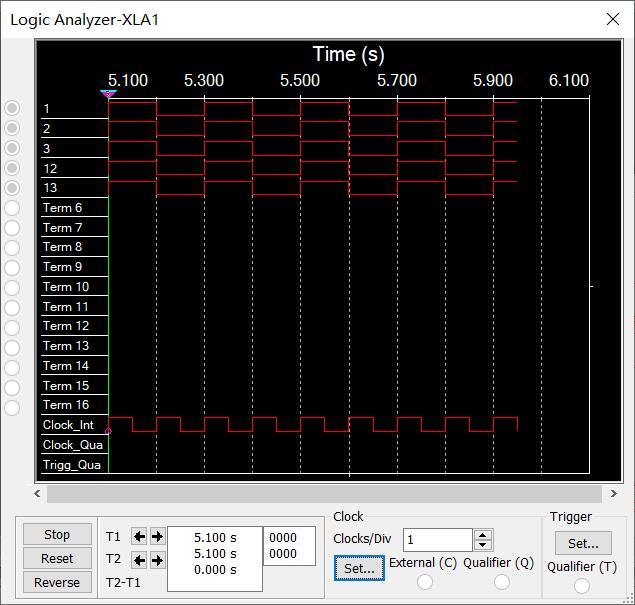 Logic Analyzer-XLA1
Time (s)
5.100 5.300 5.500 5.700 5.900 6.100
1
2
3
12
13
Term 6
Term 7
Term 8
Term 9
Term 10
Term 11
Term 12
Term 13
Term 14
Term 15
Term 16
Clock_Int
Clock_Qua
Trigg_Qua
Stop
Reset
Reverse
T1 5.100 s 0000
T2 5.100 s 0000
T2-T1 0.000 s
Clock
Clocks/Div 1
Set... External (C) Qualifier (Q)
Trigger
Set...
Qualifier (T)